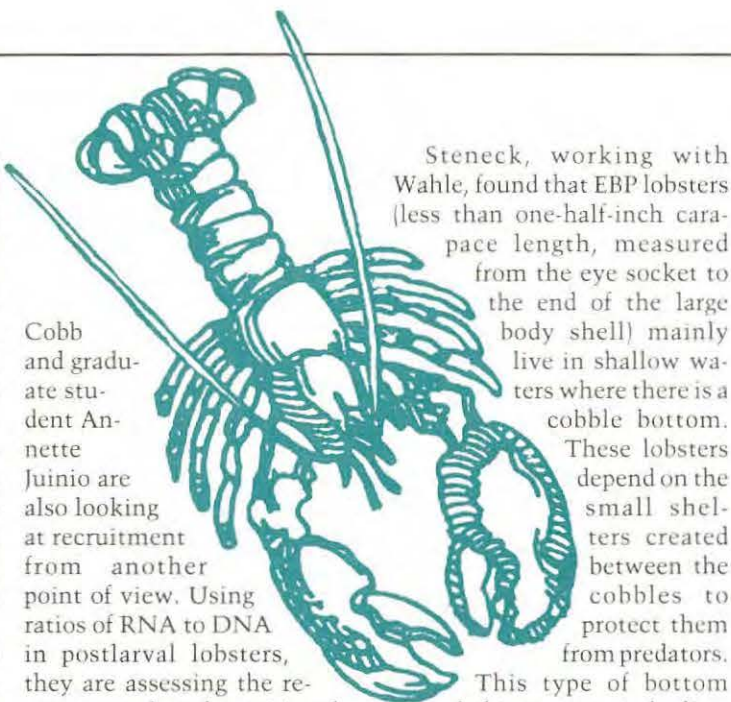 Cobb
and gradu-
ate stu-
dent An-
nette
Juinio are
also looking
at recruitment
from another
point of view. Using
ratios of RNA to DNA
in postlarval lobsters,
they are assessing the re-
Steneck, working with
Wahle, found that EBP lobsters
(less than one-half-inch cara-
pace length, measured
from the eye socket to
the end of the large
body shell) mainly
live in shallow wa-
ters where there is a
cobble bottom.
These lobsters
depend on the
small shel-
ters created
between the
cobbles to
protect them
from predators.
This type of bottom